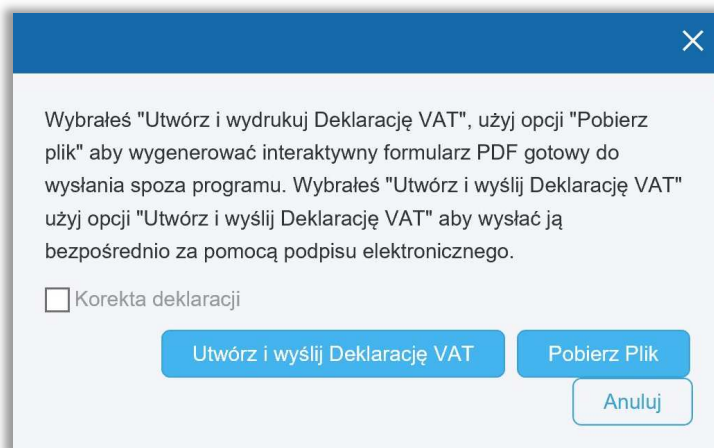 Wybrałeś "Utwórz i wydrukuj Deklarację VAT", użyj opcji "Pobierz
plik" aby wygenerować interaktywny formularz PDF gotowy do
wysłania spoza programu. Wybrałeś "Utwórz i wyślij Deklarację VAT"
użyj opcji "Utwórz i wyślij Deklarację VAT" aby wysłać ją
bezpośrednio za pomocą podpisu elektronicznego.
Korekta deklaracji
Utwórz i wyślij Deklarację VAT Pobierz Plik
Anuluj